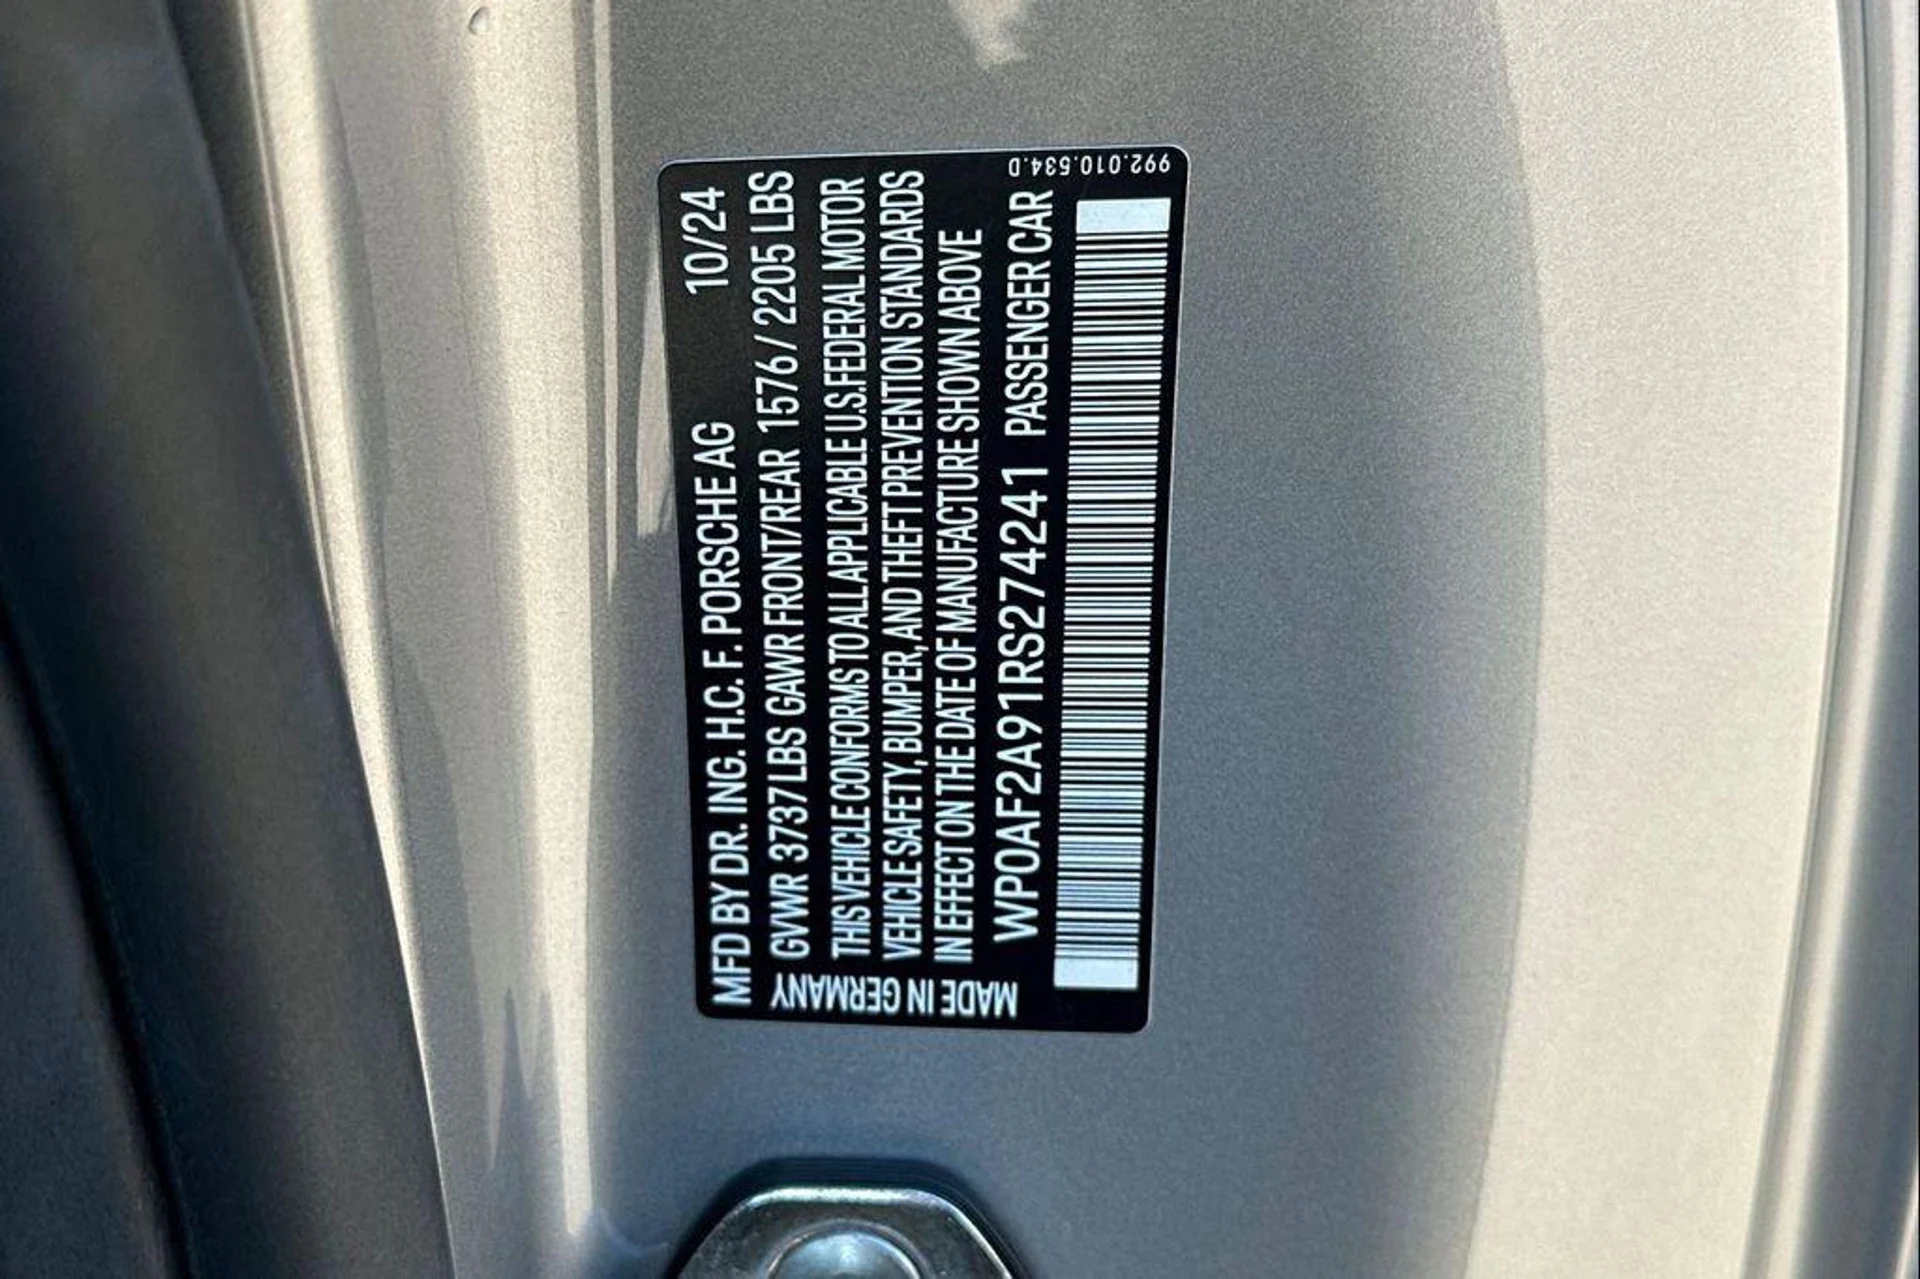 MFD BY DR. ING. H.C. F. PORSCHE AG 10/24
GVWR 3737LBS GAWR FRONT/REAR 1576 / 2205 LBS
THIS VEHICLE CONFORMS TO ALL APPLICABLE U.S. FEDERAL MOTOR
VEHICLE SAFETY, BUMPER, AND THEFT PREVENTION STANDARDS
IN EFFECT ON THE DATE OF MANUFACTURE SHOWN ABOVE
WP0AF2A91RS274241 PASSENGER CAR
MADE IN GERMANY
992.010.534.D